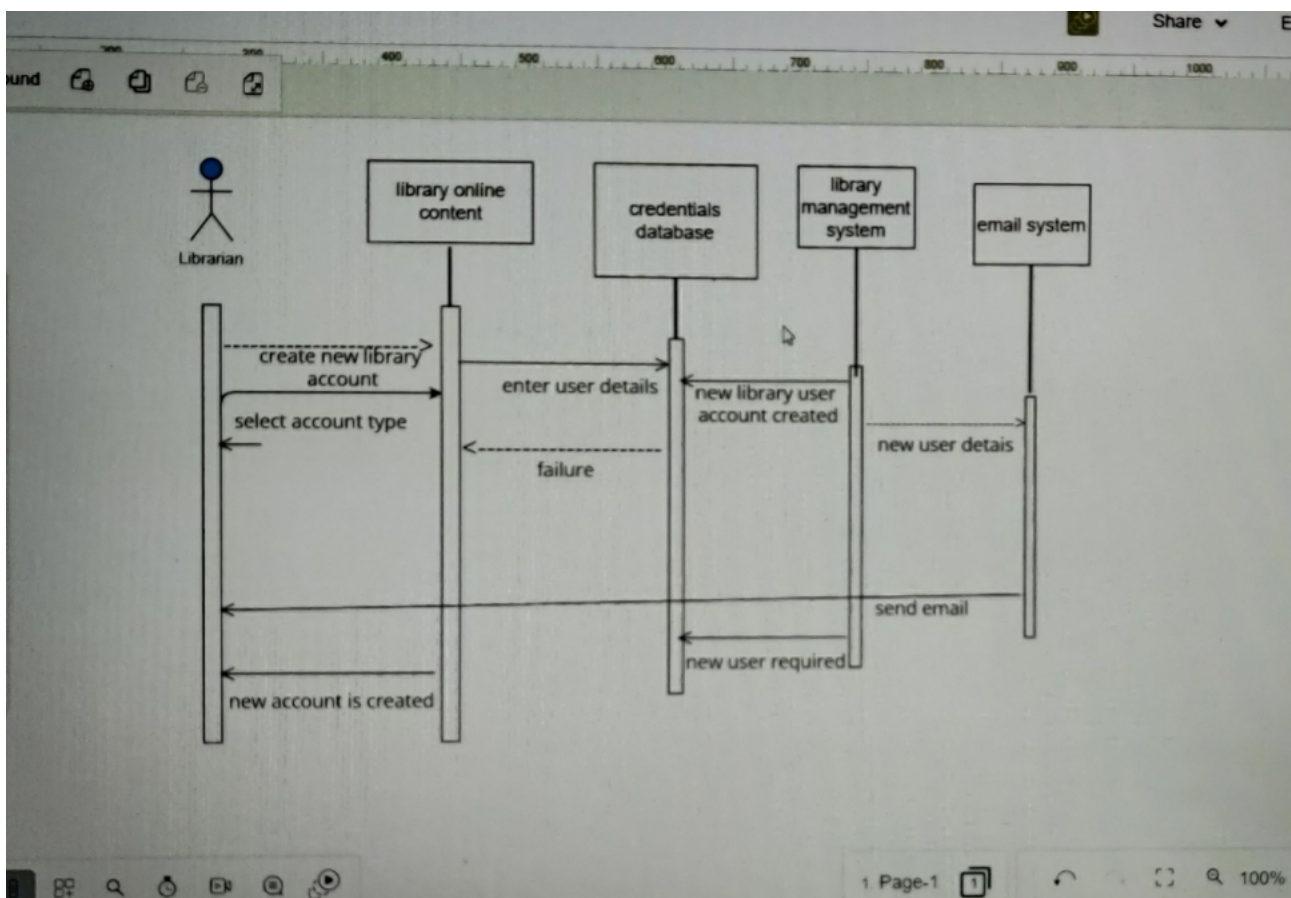 Share
300
400
500
600
700
800
900
1000
library online
content
credentials
database
library
management
system
email system
Librarian
create new library
account
enter user details
new library user
account created
select account type
new user detais
failure
send email
new user required
new account is created
1. Page-1
1
100%